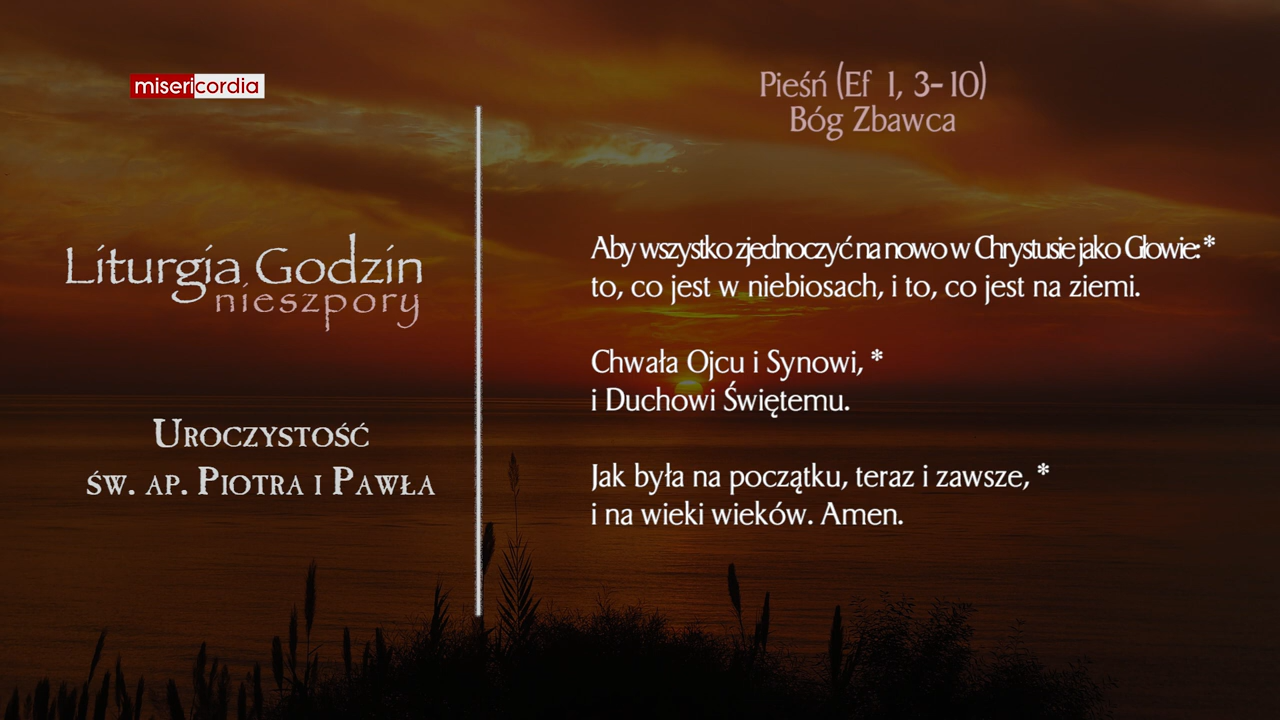 misericordia
Liturgia Godzin
nieszpory
Uroczystość
św. ap. Piotra i Pawła
Pieśń (Ef 1, 3-10)
Bóg Zbawca
Aby wszystko zjednoczyć na nowo w Chrystusie jako Głowie: *
to, co jest w niebiosach, i to, co jest na ziemi.
Chwała Ojcu i Synowi, *
i Duchowi Świętemu.
Jak była na początku, teraz i zawsze, *
i na wieki wieków. Amen.